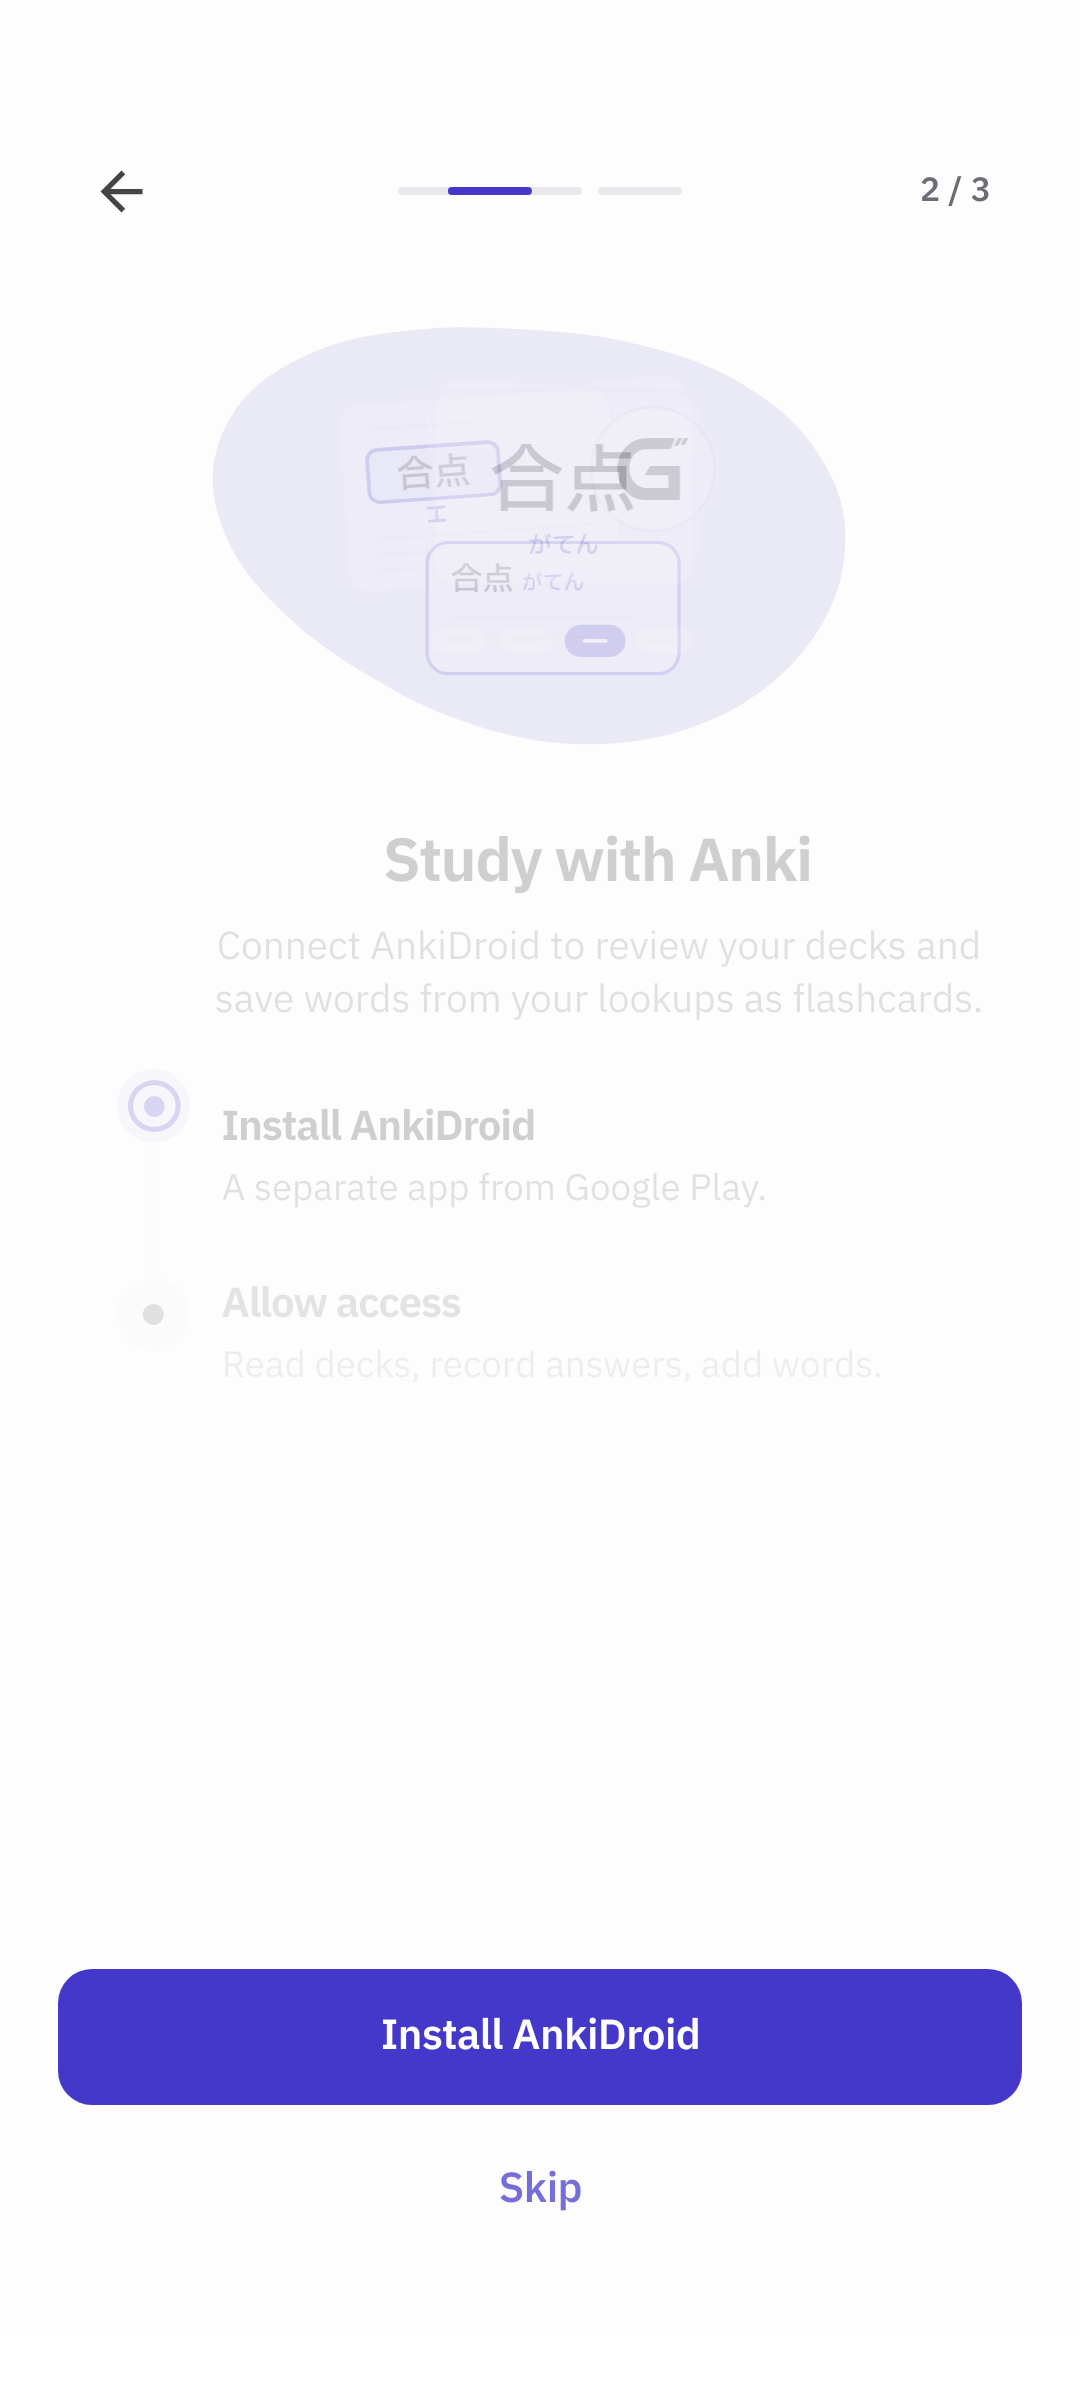 2 / 3
合点
合点
G
がてん
合点 がてん
Study with Anki
Connect AnkiDroid to review your decks and
save words from your lookups as flashcards.
Install AnkiDroid
A separate app from Google Play.
Allow access
Read decks, record answers, add words.
Install AnkiDroid
Skip